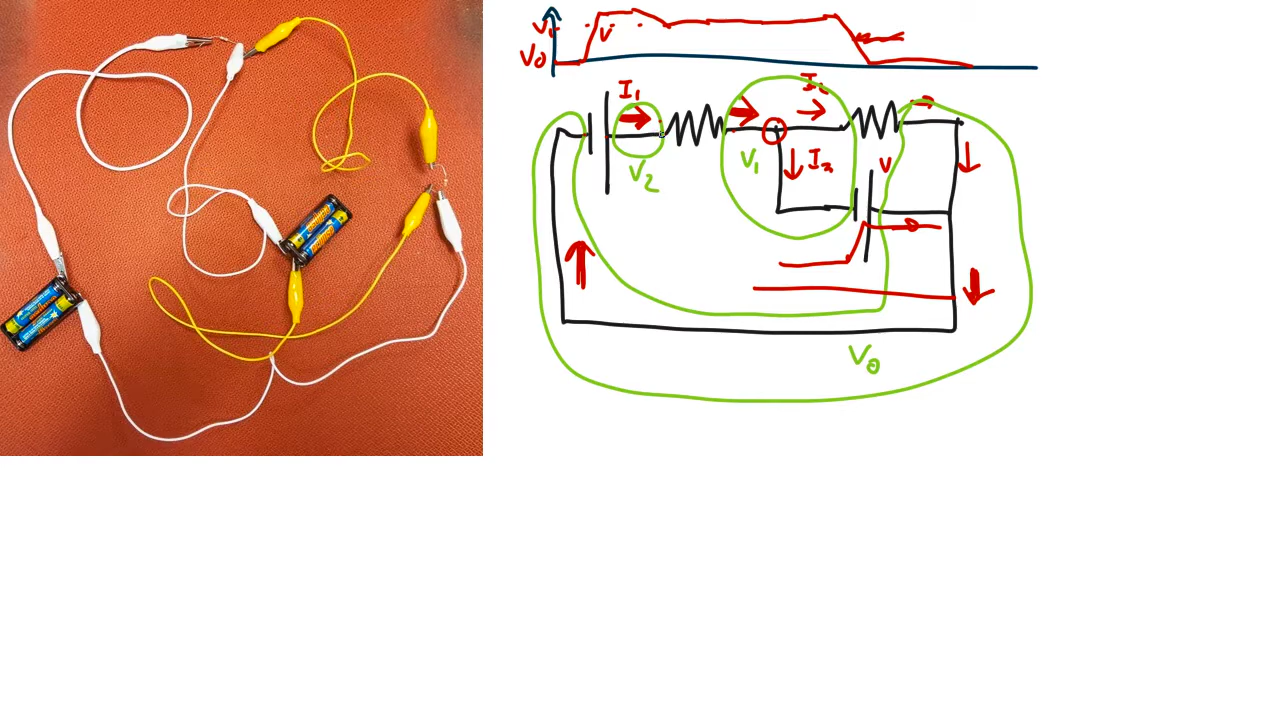 V₁
V
V₀
I₁
I₂
V₁
I₃
V
V₂
V₀